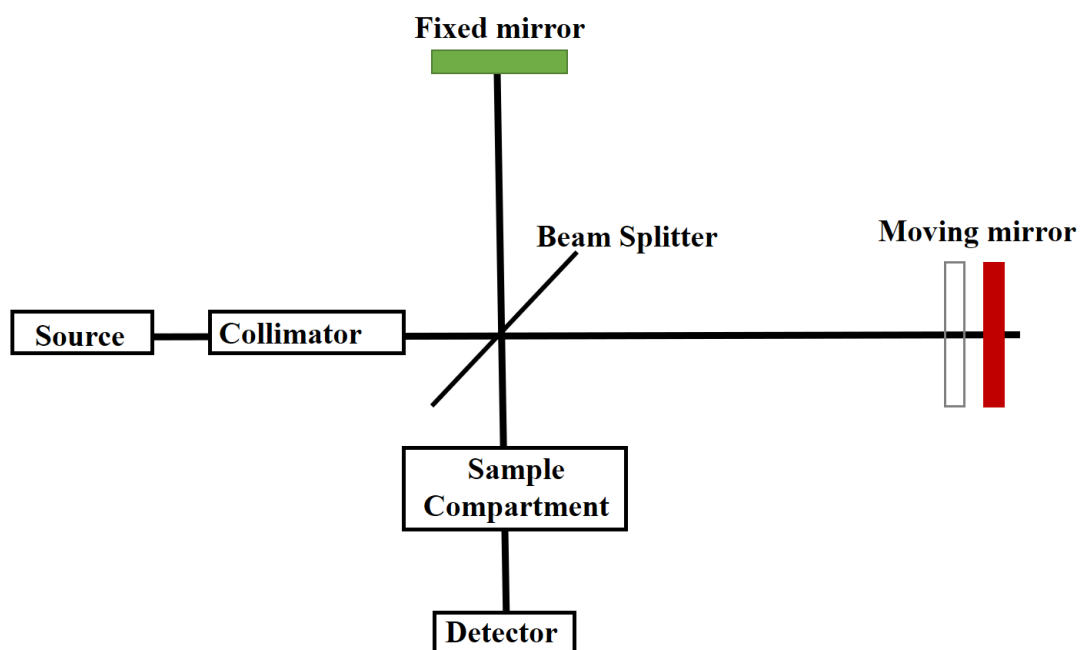 Fixed mirror
Beam Splitter
Moving mirror
Source
Collimator
Sample
Compartment
Detector